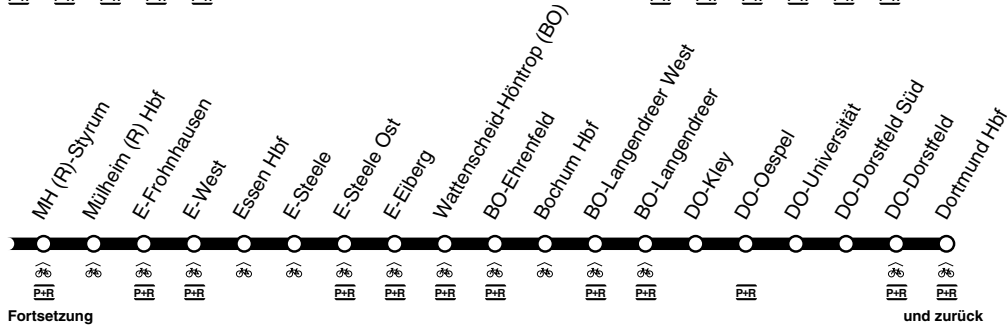 MH (R)-Styrum
Mülheim (R) Hbf
E-Frohnhausen
E-West
Essen Hbf
E-Steele
E-Steele Ost
E-Eiberg
Wattenscheid-Höntrop (BO)
BO-Ehrenfeld
Bochum Hbf
BO-Langendreer West
BO-Langendreer
DO-Kley
DO-Oespel
DO-Universität
DO-Dorstfeld Süd
DO-Dorstfeld
Dortmund Hbf
P+R P+R P+R P+R P+R P+R P+R P+R P+R P+R P+R P+R
Fortsetzung
und zurück